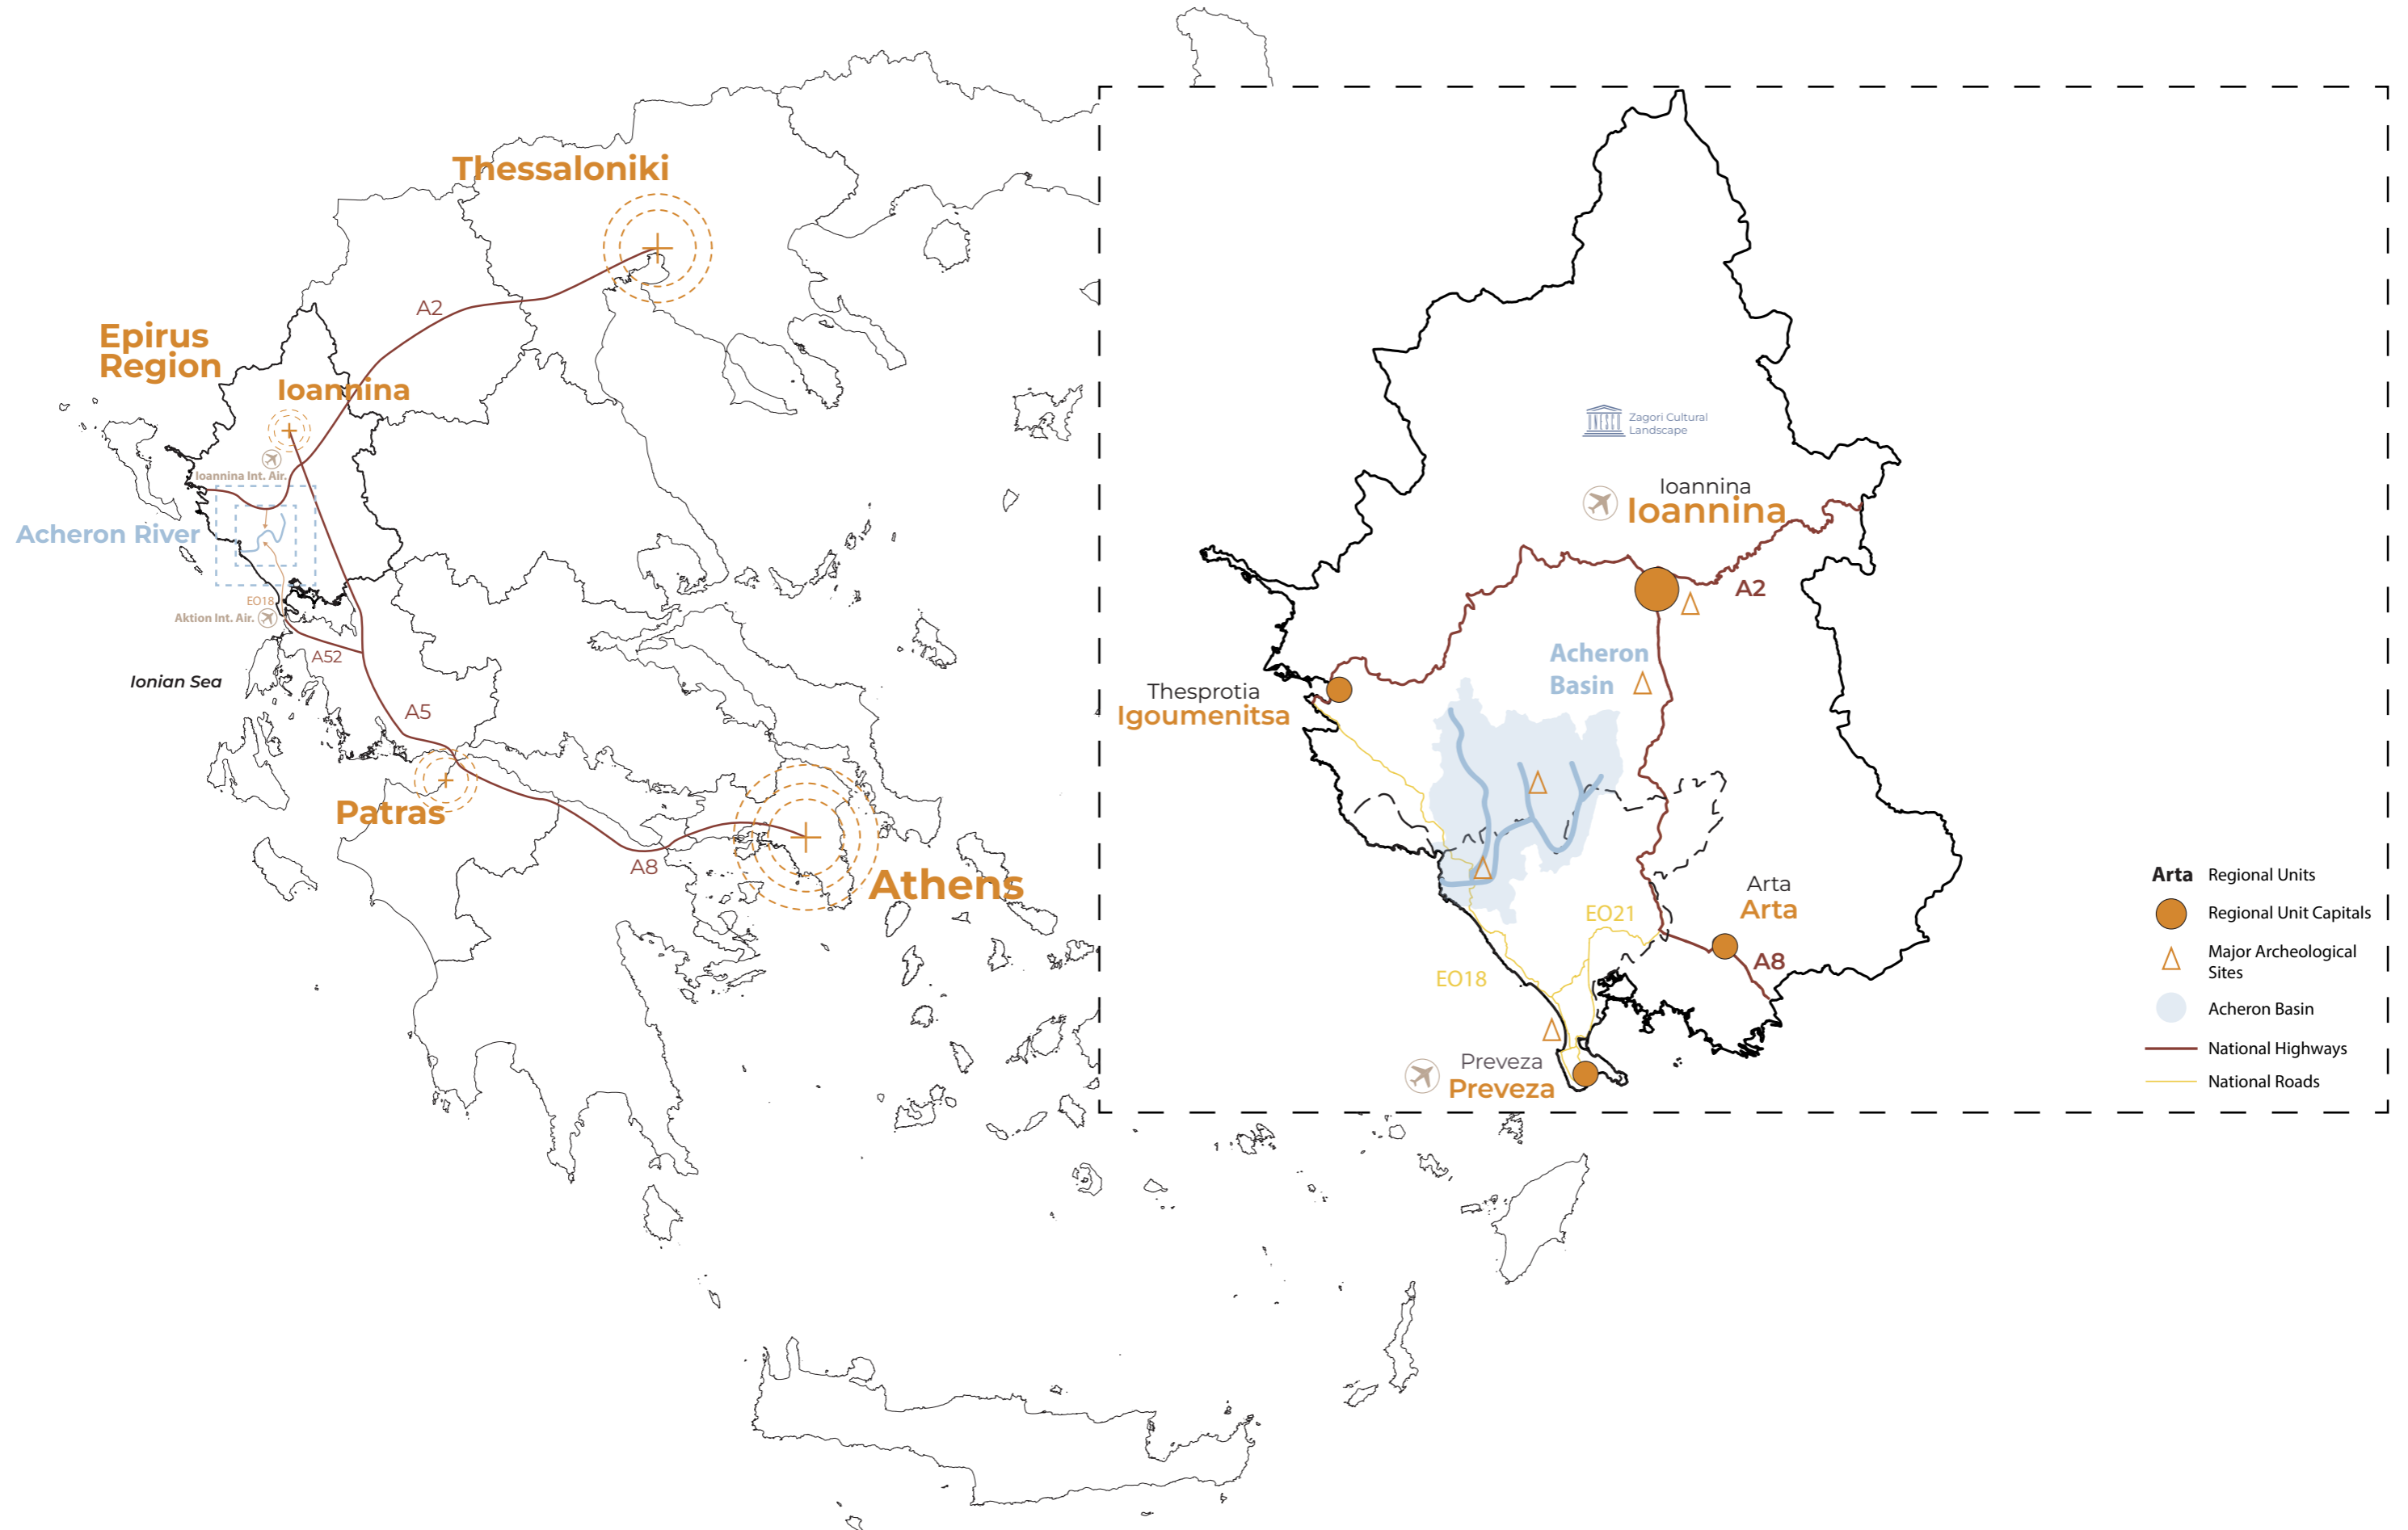 Thessaloniki
A2
Epirus
Region
Ioannina
Ioannina Int. Air.
Acheron River
EO18
Aktion Int. Air.
A52
Ionian Sea
A5
Patras
A8
Athens
Zagori Cultural
Landscape
Ioannina
Ioannina
A2
Acheron
Basin
Thesprotia
Igoumenitsa
Arta
Arta
EO21
A8
EO18
Preveza
Preveza
Arta Regional Units
Regional Unit Capitals
Major Archeological
Sites
Acheron Basin
National Highways
National Roads